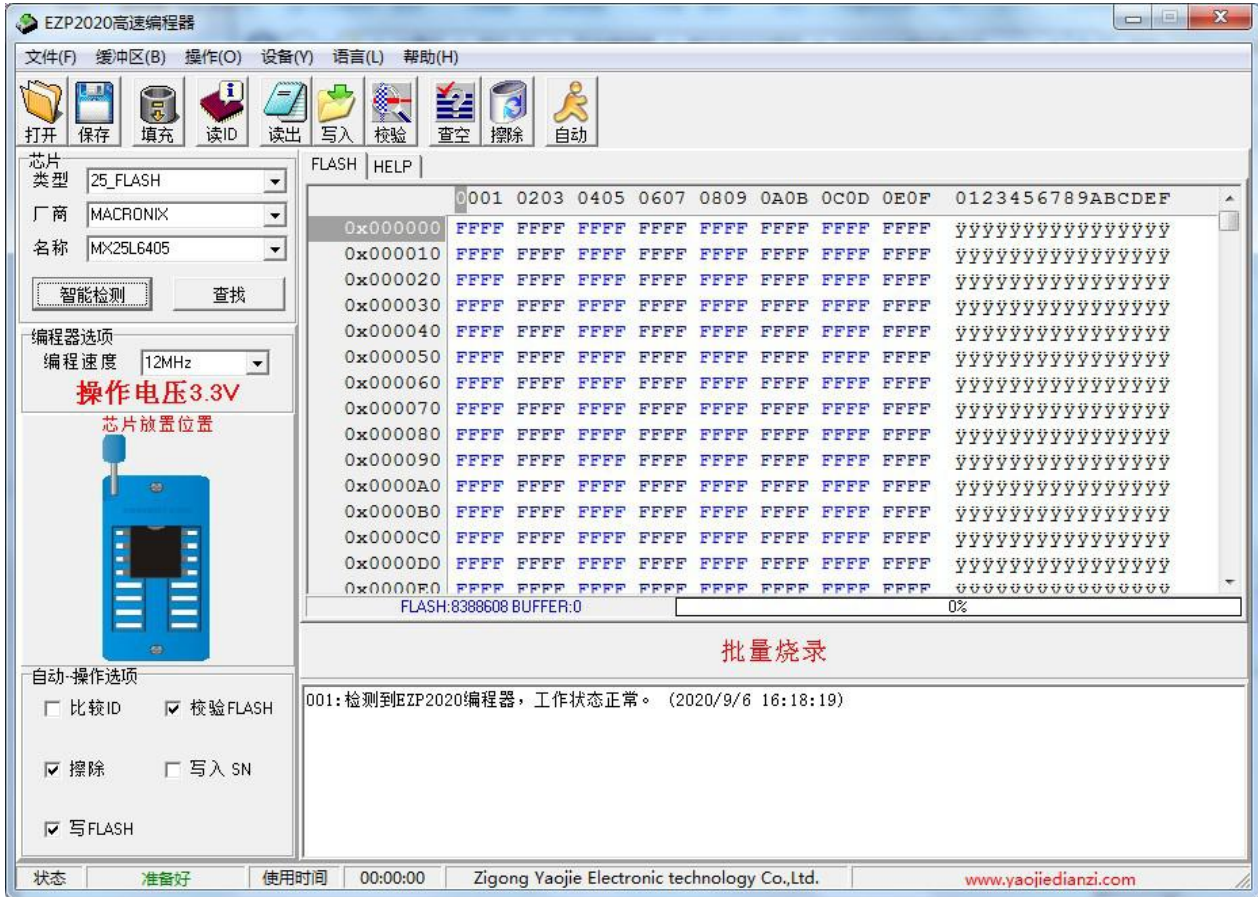 EZP2020高速编程器
文件(F) 缓冲区(B) 操作(O) 设备(Y) 语言(L) 帮助(H)
打开 保存 填充 读ID 读出 写入 校验 查空 擦除 自动
芯片
类型 25_FLASH
厂商 MACRONIX
名称 MX25L6405
智能检测 查找
编程器选项
编程速度 12MHz
操作电压3.3V
芯片放置位置
FLASH HELP
0001 0203 0405 0607 0809 0A0B 0C0D 0E0F 0123456789ABCDEF
0x000000 FFFF FFFF FFFF FFFF FFFF FFFF FFFF FFFF ÿÿÿÿÿÿÿÿÿÿÿÿÿÿÿÿ
0x000010 FFFF FFFF FFFF FFFF FFFF FFFF FFFF FFFF ÿÿÿÿÿÿÿÿÿÿÿÿÿÿÿÿ
0x000020 FFFF FFFF FFFF FFFF FFFF FFFF FFFF FFFF ÿÿÿÿÿÿÿÿÿÿÿÿÿÿÿÿ
0x000030 FFFF FFFF FFFF FFFF FFFF FFFF FFFF FFFF ÿÿÿÿÿÿÿÿÿÿÿÿÿÿÿÿ
0x000040 FFFF FFFF FFFF FFFF FFFF FFFF FFFF FFFF ÿÿÿÿÿÿÿÿÿÿÿÿÿÿÿÿ
0x000050 FFFF FFFF FFFF FFFF FFFF FFFF FFFF FFFF ÿÿÿÿÿÿÿÿÿÿÿÿÿÿÿÿ
0x000060 FFFF FFFF FFFF FFFF FFFF FFFF FFFF FFFF ÿÿÿÿÿÿÿÿÿÿÿÿÿÿÿÿ
0x000070 FFFF FFFF FFFF FFFF FFFF FFFF FFFF FFFF ÿÿÿÿÿÿÿÿÿÿÿÿÿÿÿÿ
0x000080 FFFF FFFF FFFF FFFF FFFF FFFF FFFF FFFF ÿÿÿÿÿÿÿÿÿÿÿÿÿÿÿÿ
0x000090 FFFF FFFF FFFF FFFF FFFF FFFF FFFF FFFF ÿÿÿÿÿÿÿÿÿÿÿÿÿÿÿÿ
0x0000A0 FFFF FFFF FFFF FFFF FFFF FFFF FFFF FFFF ÿÿÿÿÿÿÿÿÿÿÿÿÿÿÿÿ
0x0000B0 FFFF FFFF FFFF FFFF FFFF FFFF FFFF FFFF ÿÿÿÿÿÿÿÿÿÿÿÿÿÿÿÿ
0x0000C0 FFFF FFFF FFFF FFFF FFFF FFFF FFFF FFFF ÿÿÿÿÿÿÿÿÿÿÿÿÿÿÿÿ
0x0000D0 FFFF FFFF FFFF FFFF FFFF FFFF FFFF FFFF ÿÿÿÿÿÿÿÿÿÿÿÿÿÿÿÿ
0x0000E0 FFFF FFFF FFFF FFFF FFFF FFFF FFFF FFFF ÿÿÿÿÿÿÿÿÿÿÿÿÿÿÿÿ
FLASH:8388608 BUFFER:0 0%
批量烧录
自动--操作选项
比较ID 校验FLASH
擦除 写入 SN
写FLASH
001:检测到EZP2020编程器，工作状态正常。 (2020/9/6 16:18:19)
状态 准备好 使用时间 00:00:00 Zigong Yaojie Electronic technology Co.,Ltd. www.yaojiedianzi.com